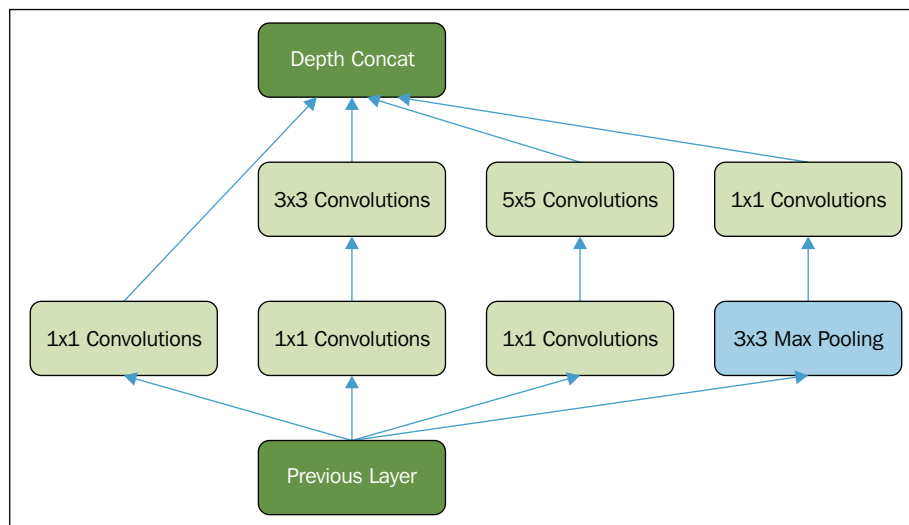 Depth Concat
3x3 Convolutions
5x5 Convolutions
1x1 Convolutions
1x1 Convolutions
1x1 Convolutions
1x1 Convolutions
3x3 Max Pooling
Previous Layer